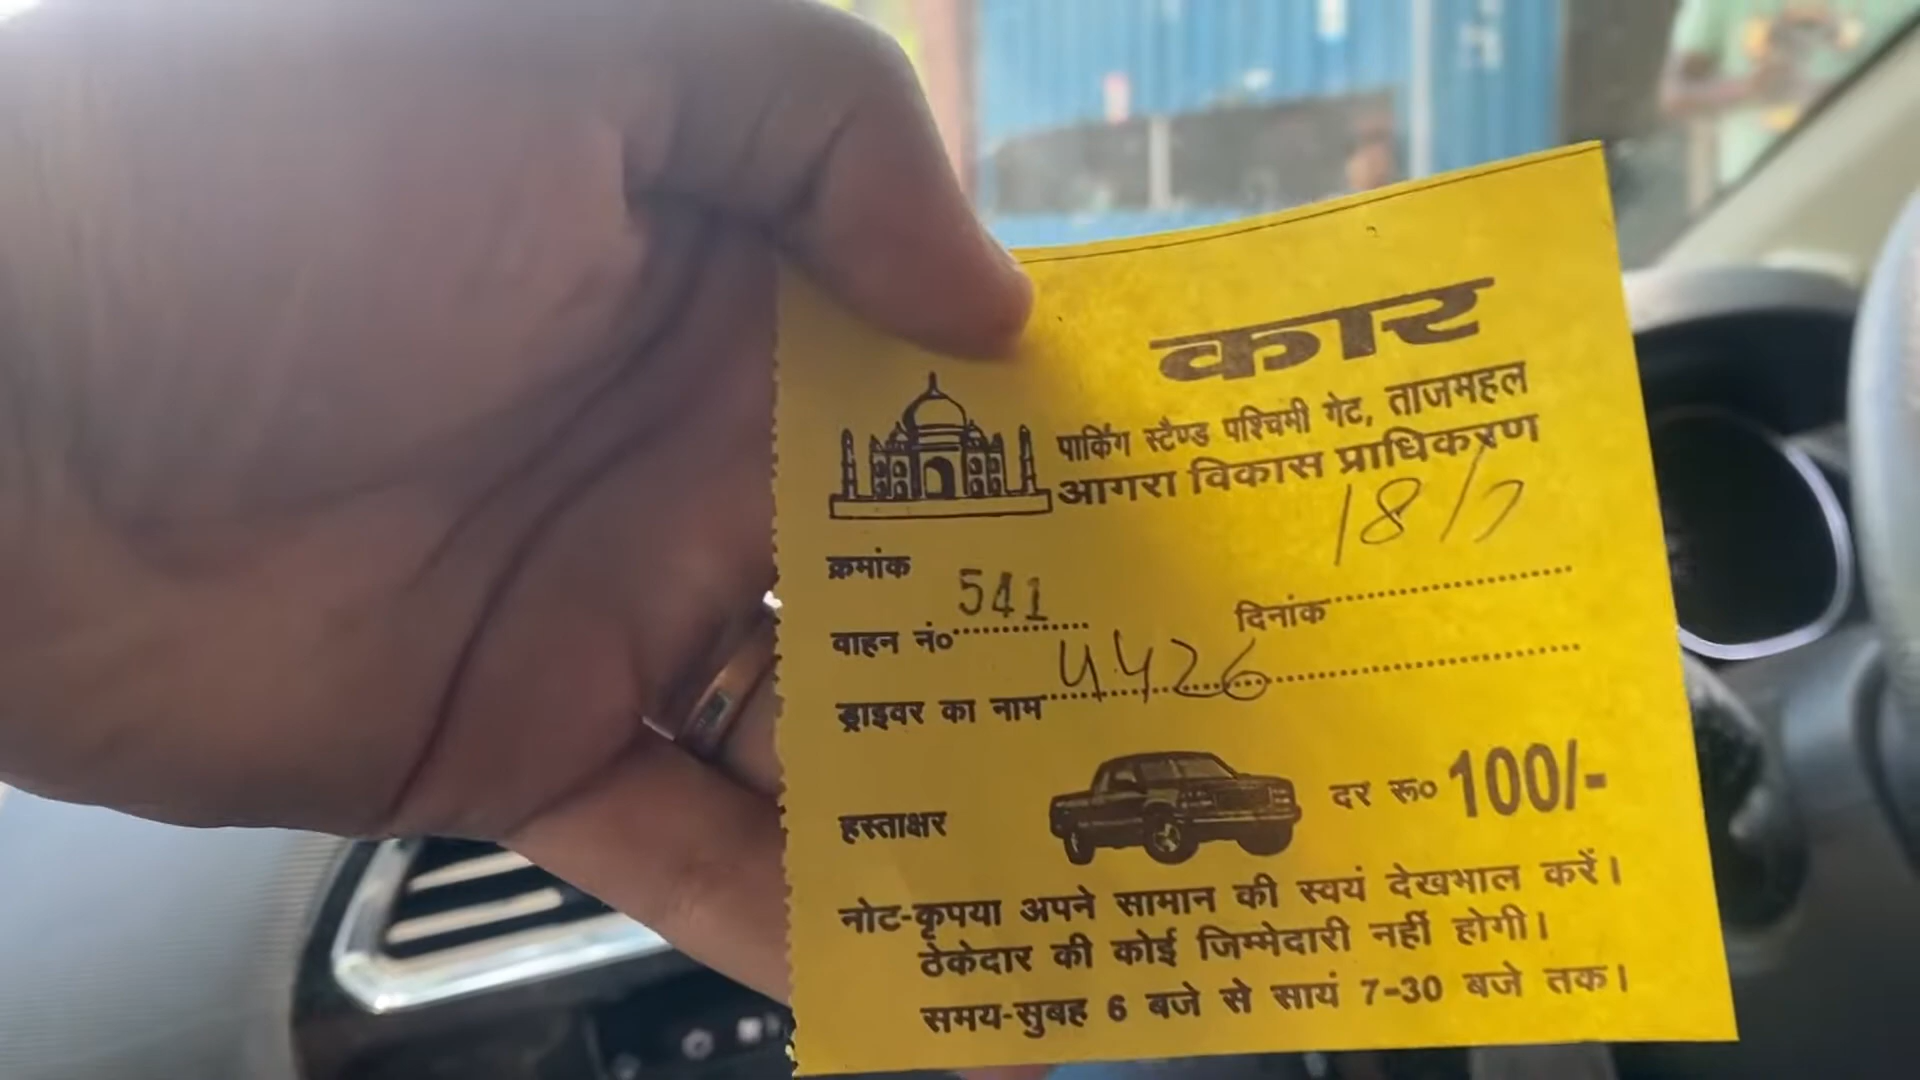 कार
पार्किंग स्टैण्ड पश्चिमी गेट, ताजमहल
आगरा विकास प्राधिकरण
18/7
क्रमांक 541
वाहन नं० दिनांक
ड्राइवर का नाम 4426
हस्ताक्षर दर रू० 100/-
नोट-कृपया अपने सामान की स्वयं देखभाल करें।
ठेकेदार की कोई जिम्मेदारी नहीं होगी।
समय-सुबह 6 बजे से सायं 7-30 बजे तक।